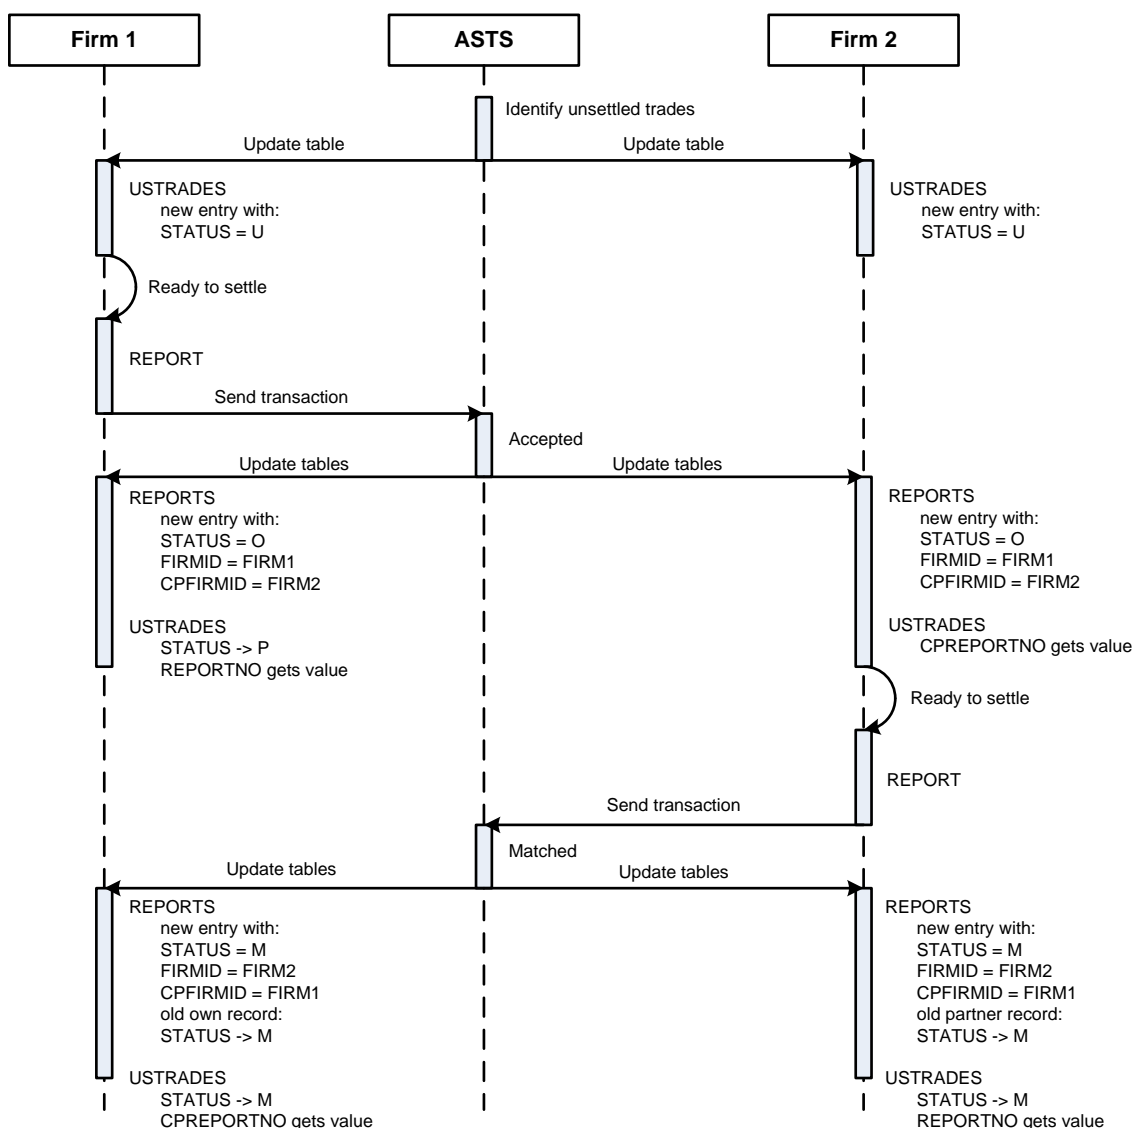 Firm 1
ASTS
Firm 2
Identify unsettled trades
Update table
Update table
USTRADES
new entry with:
STATUS = U
USTRADES
new entry with:
STATUS = U
Ready to settle
REPORT
Send transaction
Accepted
Update tables
Update tables
REPORTS
new entry with:
STATUS = O
FIRMID = FIRM1
CPFIRMID = FIRM2
USTRADES
STATUS -> P
REPORTNO gets value
REPORTS
new entry with:
STATUS = O
FIRMID = FIRM1
CPFIRMID = FIRM2
USTRADES
CPREPORTNO gets value
Ready to settle
REPORT
Send transaction
Matched
Update tables
Update tables
REPORTS
new entry with:
STATUS = M
FIRMID = FIRM2
CPFIRMID = FIRM1
old own record:
STATUS -> M
USTRADES
STATUS -> M
CPREPORTNO gets value
REPORTS
new entry with:
STATUS = M
FIRMID = FIRM2
CPFIRMID = FIRM1
old partner record:
STATUS -> M
USTRADES
STATUS -> M
REPORTNO gets value